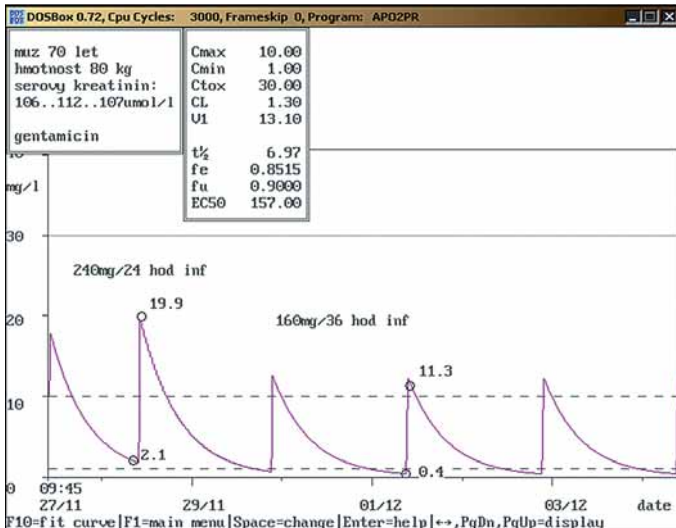 DOSBox 0.72, Cpu Cycles: 3000, Frameskip 0, Program: APO2PR
muz 70 let
hmotnost 80 kg
serovy kreatinin:
106..112..107umol/l
gentamicin
Cmax 10.00
Cmin 1.00
Ctox 30.00
CL 1.30
V1 13.10
t½ 6.97
fe 0.8515
fu 0.9000
EC50 157.00
mg/l
30
240mg/24 hod inf
19.9
160mg/36 hod inf
20
11.3
10
2.1
0.4
0 09:45
27/11 29/11 01/12 03/12 date
F10=fit curve|F1=main menu|Space=change|Enter=help|↔,PgDn,PgUp=display